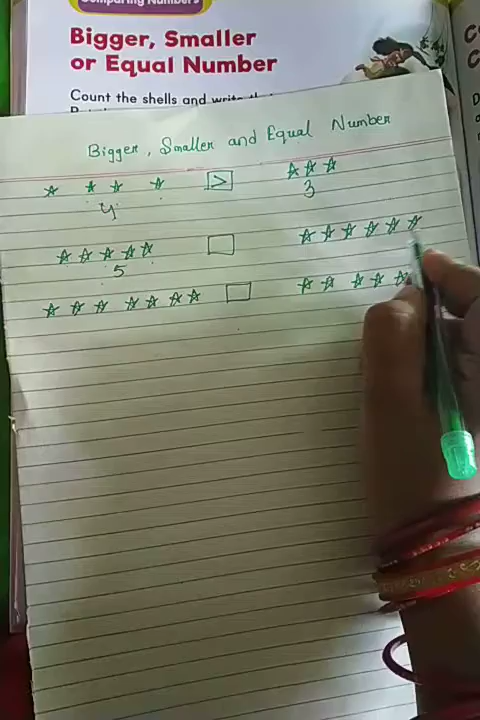 Comparing Numbers
Bigger, Smaller
or Equal Number
Count the shells and write
Bigger, Smaller and Equal Number
>
4
3
5